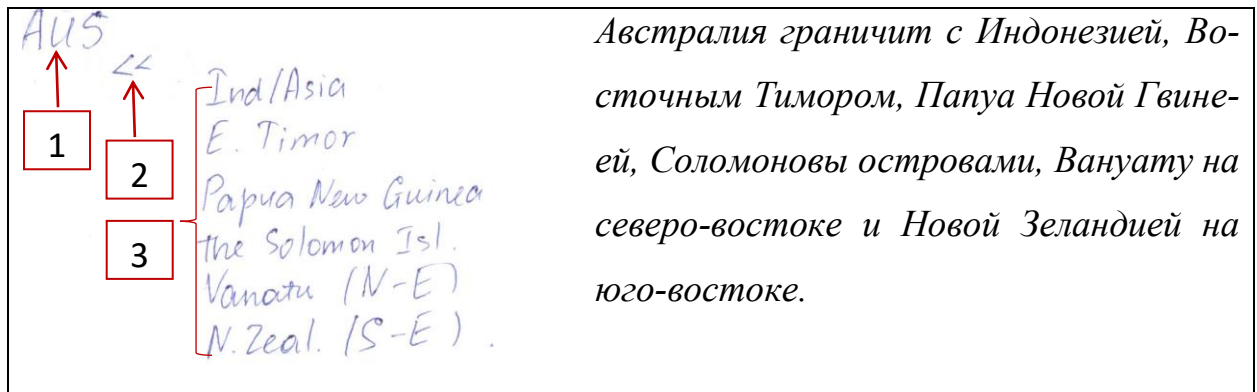 AUS
<<
Ind/Asia
E. Timor
Papua New Guinea
the Solomon Isl.
Vanatu (N-E)
N.Zeal. (S-E).
1
2
3
Австралия граничит с Индонезией, Во-
сточным Тимором, Папуа Новой Гвине-
ей, Соломоновы островами, Вануату на
северо-востоке и Новой Зеландией на
юго-востоке.